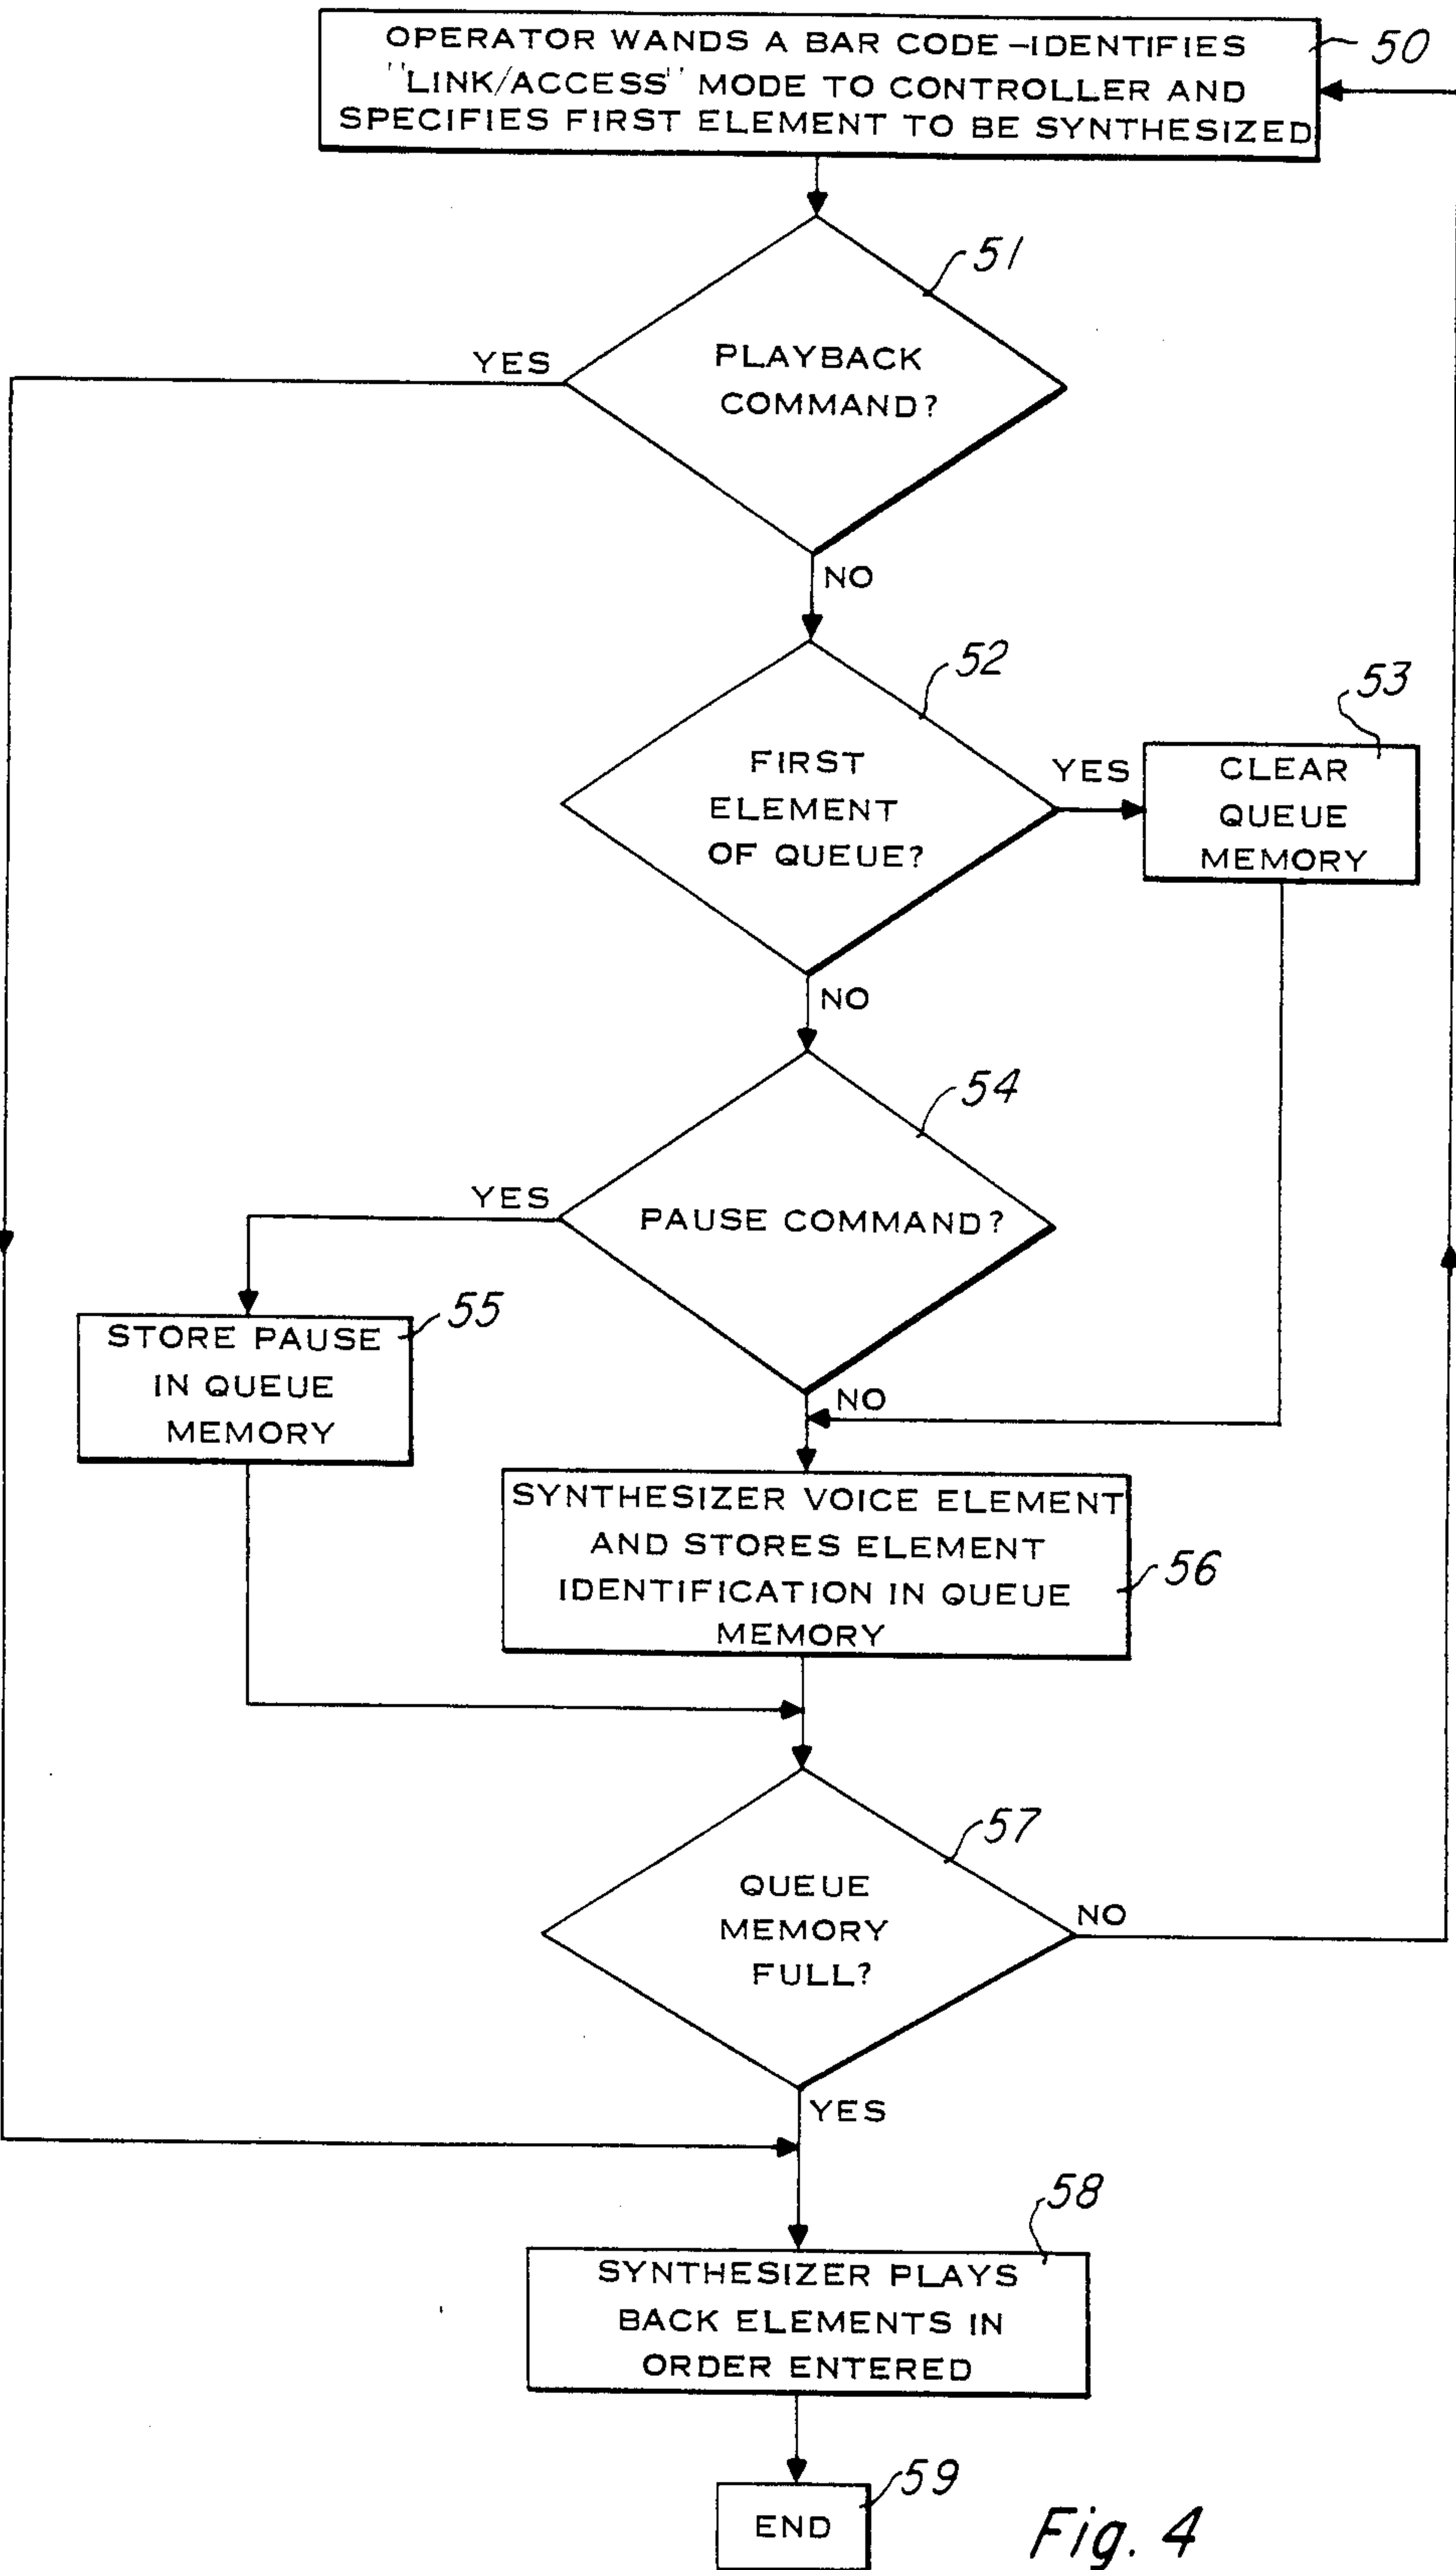 OPERATOR WANDS A BAR CODE-IDENTIFIES
"LINK/ACCESS" MODE TO CONTROLLER AND
SPECIFIES FIRST ELEMENT TO BE SYNTHESIZED
50
51
YES
PLAYBACK
COMMAND?
NO
52
53
FIRST
ELEMENT
OF QUEUE?
YES
CLEAR
QUEUE
MEMORY
NO
54
YES
PAUSE COMMAND?
55
STORE PAUSE
IN QUEUE
MEMORY
NO
SYNTHESIZER VOICE ELEMENT
AND STORES ELEMENT
IDENTIFICATION IN QUEUE
MEMORY
56
57
QUEUE
MEMORY
FULL?
NO
YES
58
SYNTHESIZER PLAYS
BACK ELEMENTS IN
ORDER ENTERED
59
END
Fig. 4